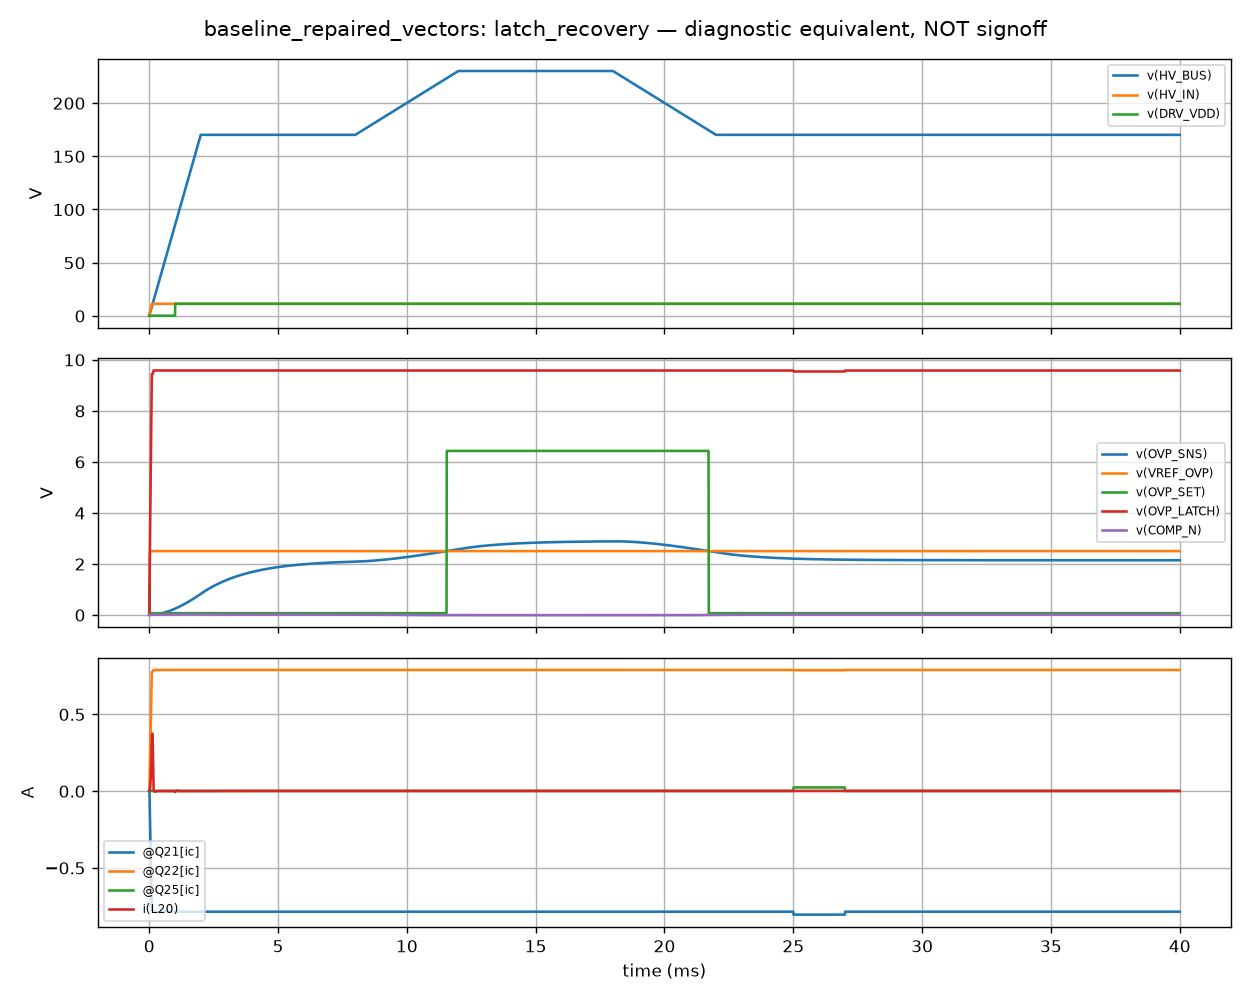 baseline_repaired_vectors: latch_recovery — diagnostic equivalent, NOT signoff
V
200
150
100
50
0
v(HV_BUS)
v(HV_IN)
v(DRV_VDD)
V
10
8
6
4
2
0
v(OVP_SNS)
v(VREF_OVP)
v(OVP_SET)
v(OVP_LATCH)
v(COMP_N)
A
0.5
0.0
−0.5
@Q21[ic]
@Q22[ic]
@Q25[ic]
i(L20)
0 5 10 15 20 25 30 35 40
time (ms)